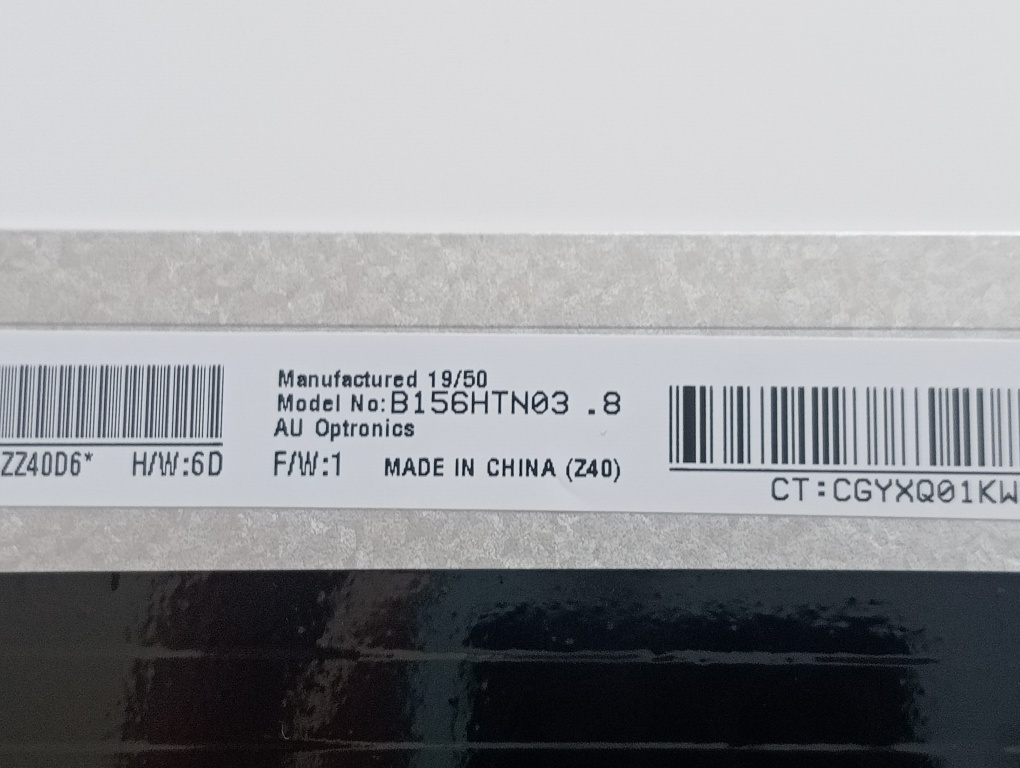 Manufactured 19/50
Model No:B156HTN03 .8
AU Optronics
ZZ40D6* H/W:6D F/W:1 MADE IN CHINA (Z40)
CT:CGYXQ01KW